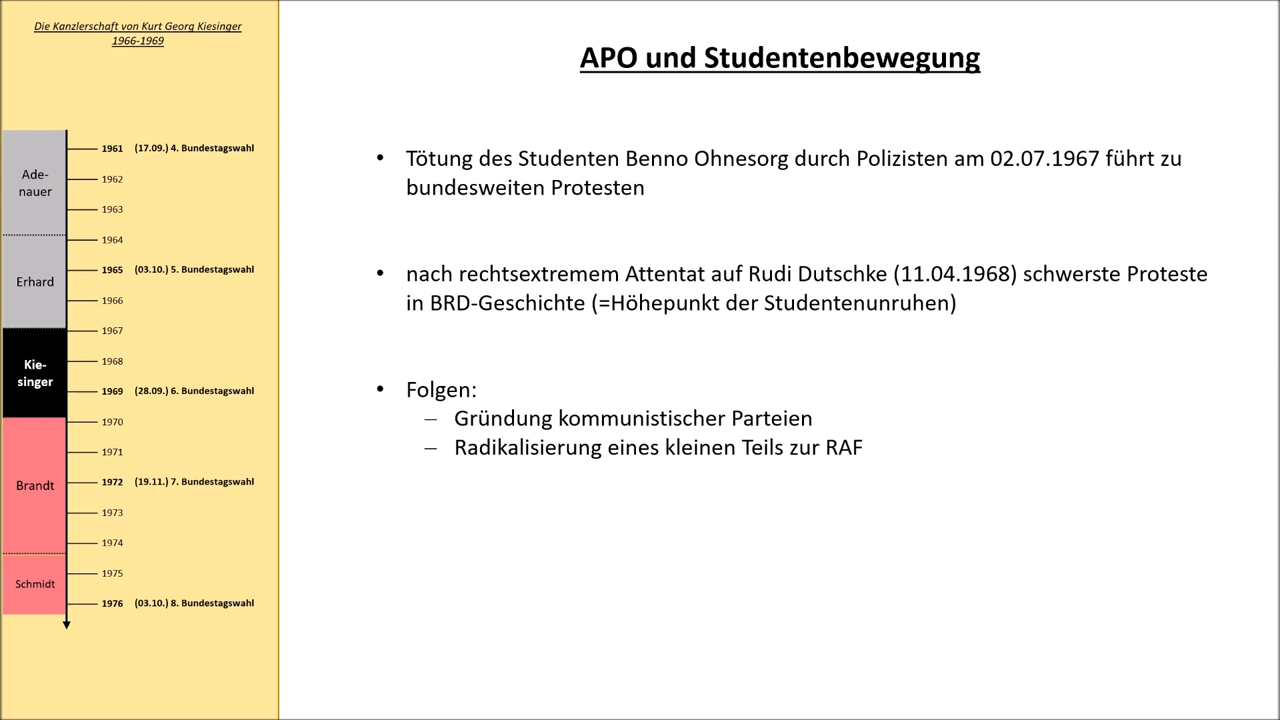 Die Kanzlerschaft von Kurt Georg Kiesinger
1966-1969
Ade-
nauer
Erhard
Kie-
singer
Brandt
Schmidt
1961 (17.09.) 4. Bundestagswahl
1962
1963
1964
1965 (03.10.) 5. Bundestagswahl
1966
1967
1968
1969 (28.09.) 6. Bundestagswahl
1970
1971
1972 (19.11.) 7. Bundestagswahl
1973
1974
1975
1976 (03.10.) 8. Bundestagswahl
APO und Studentenbewegung
• Tötung des Studenten Benno Ohnesorg durch Polizisten am 02.07.1967 führt zu
bundesweiten Protesten
• nach rechtsextremem Attentat auf Rudi Dutschke (11.04.1968) schwerste Proteste
in BRD-Geschichte (=Höhepunkt der Studentenunruhen)
• Folgen:
– Gründung kommunistischer Parteien
– Radikalisierung eines kleinen Teils zur RAF